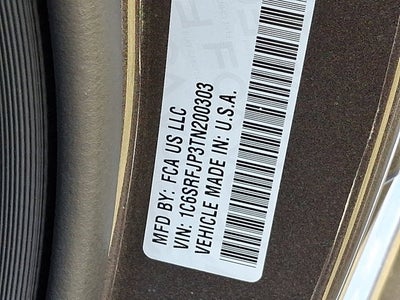 MFD BY: FCA US LLC
VIN: 1C6SRFJP3TN200303
VEHICLE MADE IN: U.S.A.